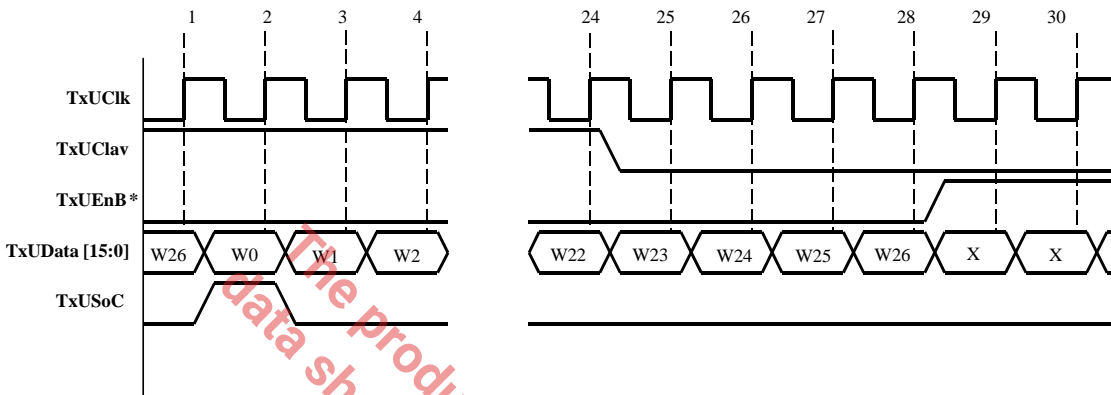 1 2 3 4 24 25 26 27 28 29 30
TxUClk
TxUClav
TxUEnB *
TxUData [15:0] W26 W0 W1 W2 W22 W23 W24 W25 W26 X X
TxUSoC
The produ
data sh